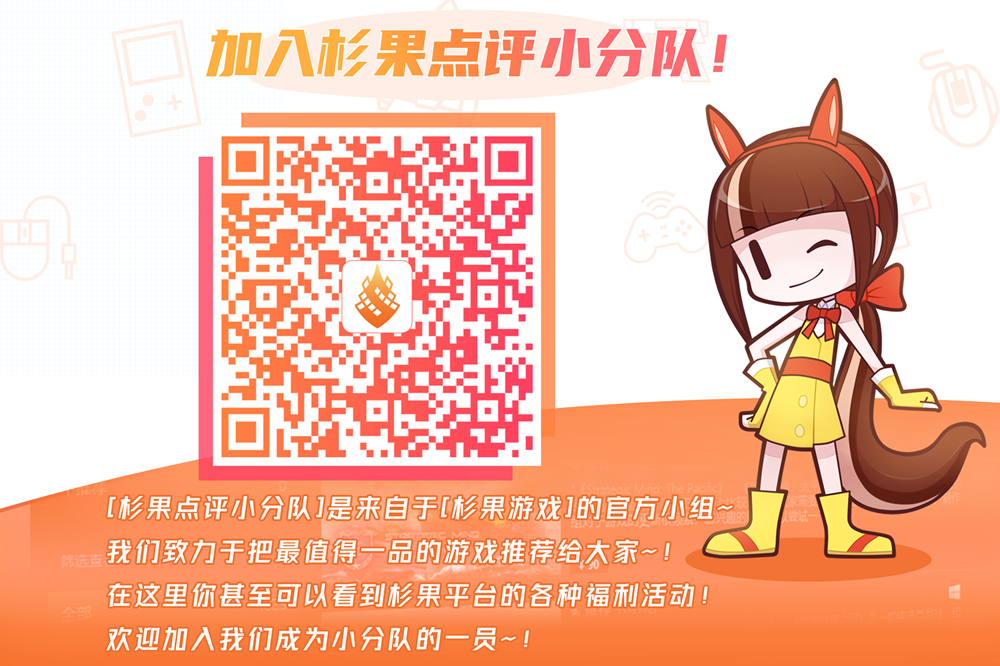 加入杉果点评小分队！
[杉果点评小分队]是来自于[杉果游戏]的官方小组~
我们致力于把最值得一品的游戏推荐给大家~！
在这里你甚至可以看到杉果平台的各种福利活动！
欢迎加入我们成为小分队的一员~！